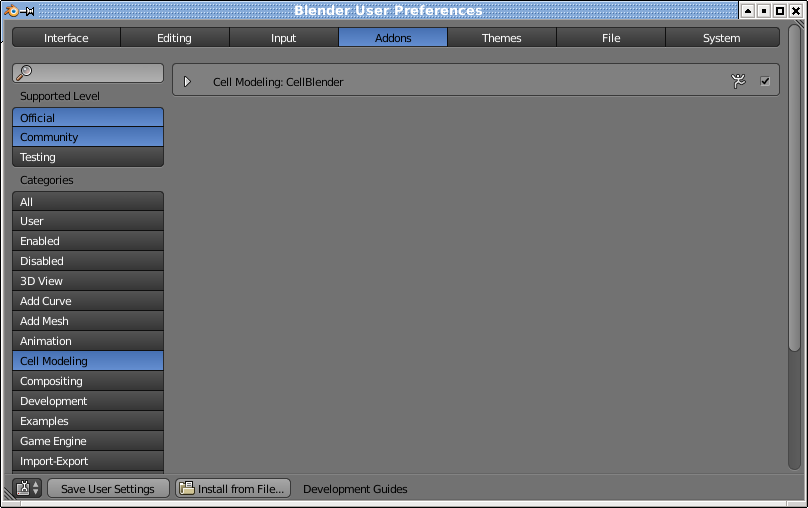 Blender User Preferences
Interface Editing Input Addons Themes File System
Cell Modeling: CellBlender
Supported Level
Official
Community
Testing
Categories
All
User
Enabled
Disabled
3D View
Add Curve
Add Mesh
Animation
Cell Modeling
Compositing
Development
Examples
Game Engine
Import-Export
Save User Settings Install from File... Development Guides